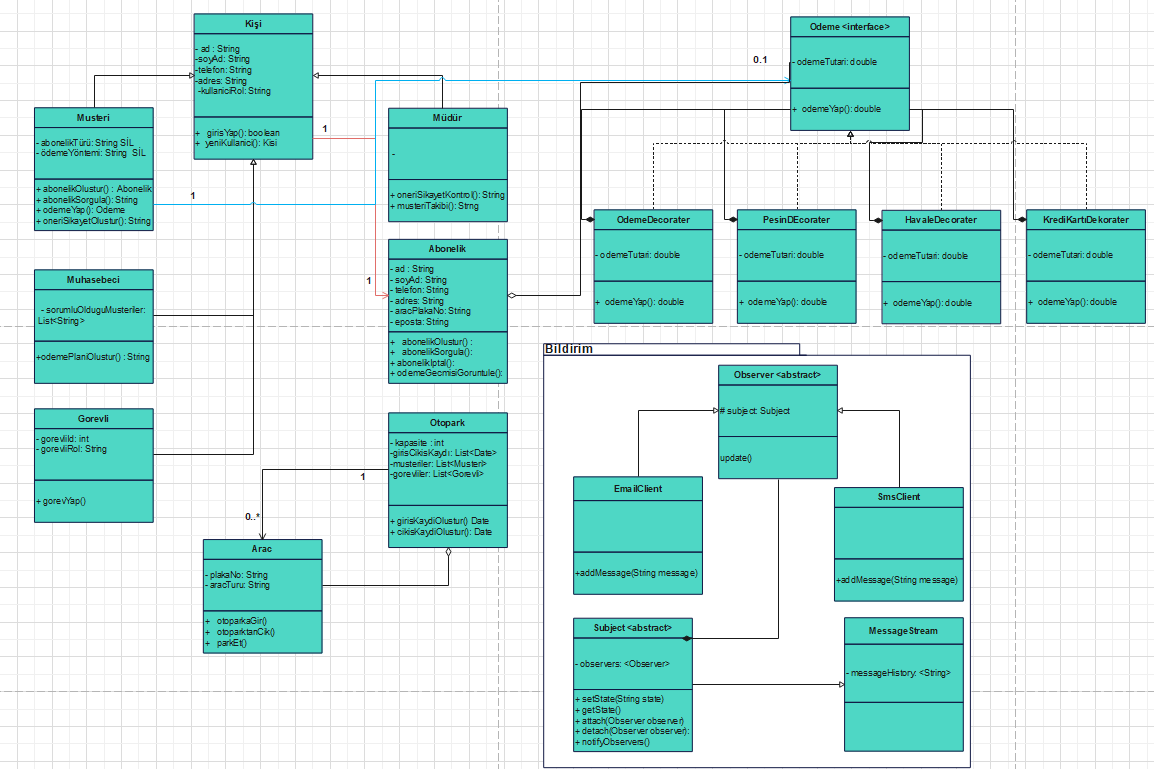 Kişi
- ad : String
-soyAd: String
-telefon: String
-adres: String
-kullaniciRol: String
+ girisYap(): boolean
+ yeniKullanici(): Kisi
Musteri
- abonelikTürü: String SİL
- ödemeYöntemi: String SİL
+ abonelikOlustur() : Abonelik
+ abonelikSorgula(): String
+ odemeYap(): Odeme
+ oneriSikayetOlustur(): String
1
1
Müdür
-
+ oneriSikayetKontrol(): String
+ musteriTakibi(): Strng
Odeme <interface>
- odemeTutari: double
+ odemeYap(): double
0.1
Muhasebeci
- sorumluOlduguMusteriler:
List<String>
+odemePlaniOlustur() : String
1
Abonelik
- ad : String
- soyAd: String
- telefon: String
- adres: String
- aracPlakaNo: String
- eposta: String
+ abonelikOlustur() :
+ abonelikSorgula():
+ abonelikIptal():
+ odemeGecmisiGoruntule():
OdemeDecorater
- odemeTutari: double
+ odemeYap(): double
PesinDEcorater
- odemeTutari: double
+ odemeYap(): double
HavaleDecorater
- odemeTutari: double
+ odemeYap(): double
KrediKartıDekorater
- odemeTutari: double
+ odemeYap(): double
Gorevli
- gorevliId: int
- gorevliRol: String
+ gorevYap()
Otopark
- kapasite : int
-girisCikisKaydı: List<Date>
-musteriler: List<Musteri>
-gorevliler: List<Gorevli>
+ girisKaydiOlustur() Date
+ cikisKaydiOlustur(): Date
1
0..*
Arac
- plakaNo: String
- aracTuru: String
+ otoparkaGir()
+ otoparktanCik()
+ parkEt()
Bildirim
Observer <abstract>
# subject: Subject
update()
EmailClient
+addMessage(String message)
SmsClient
+addMessage(String message)
Subject <abstract>
- observers: <Observer>
+ setState(String state)
+ getState()
+ attach(Observer observer)
+ detach(Observer observer):
+ notifyObservers()
MessageStream
- messageHistory: <String>